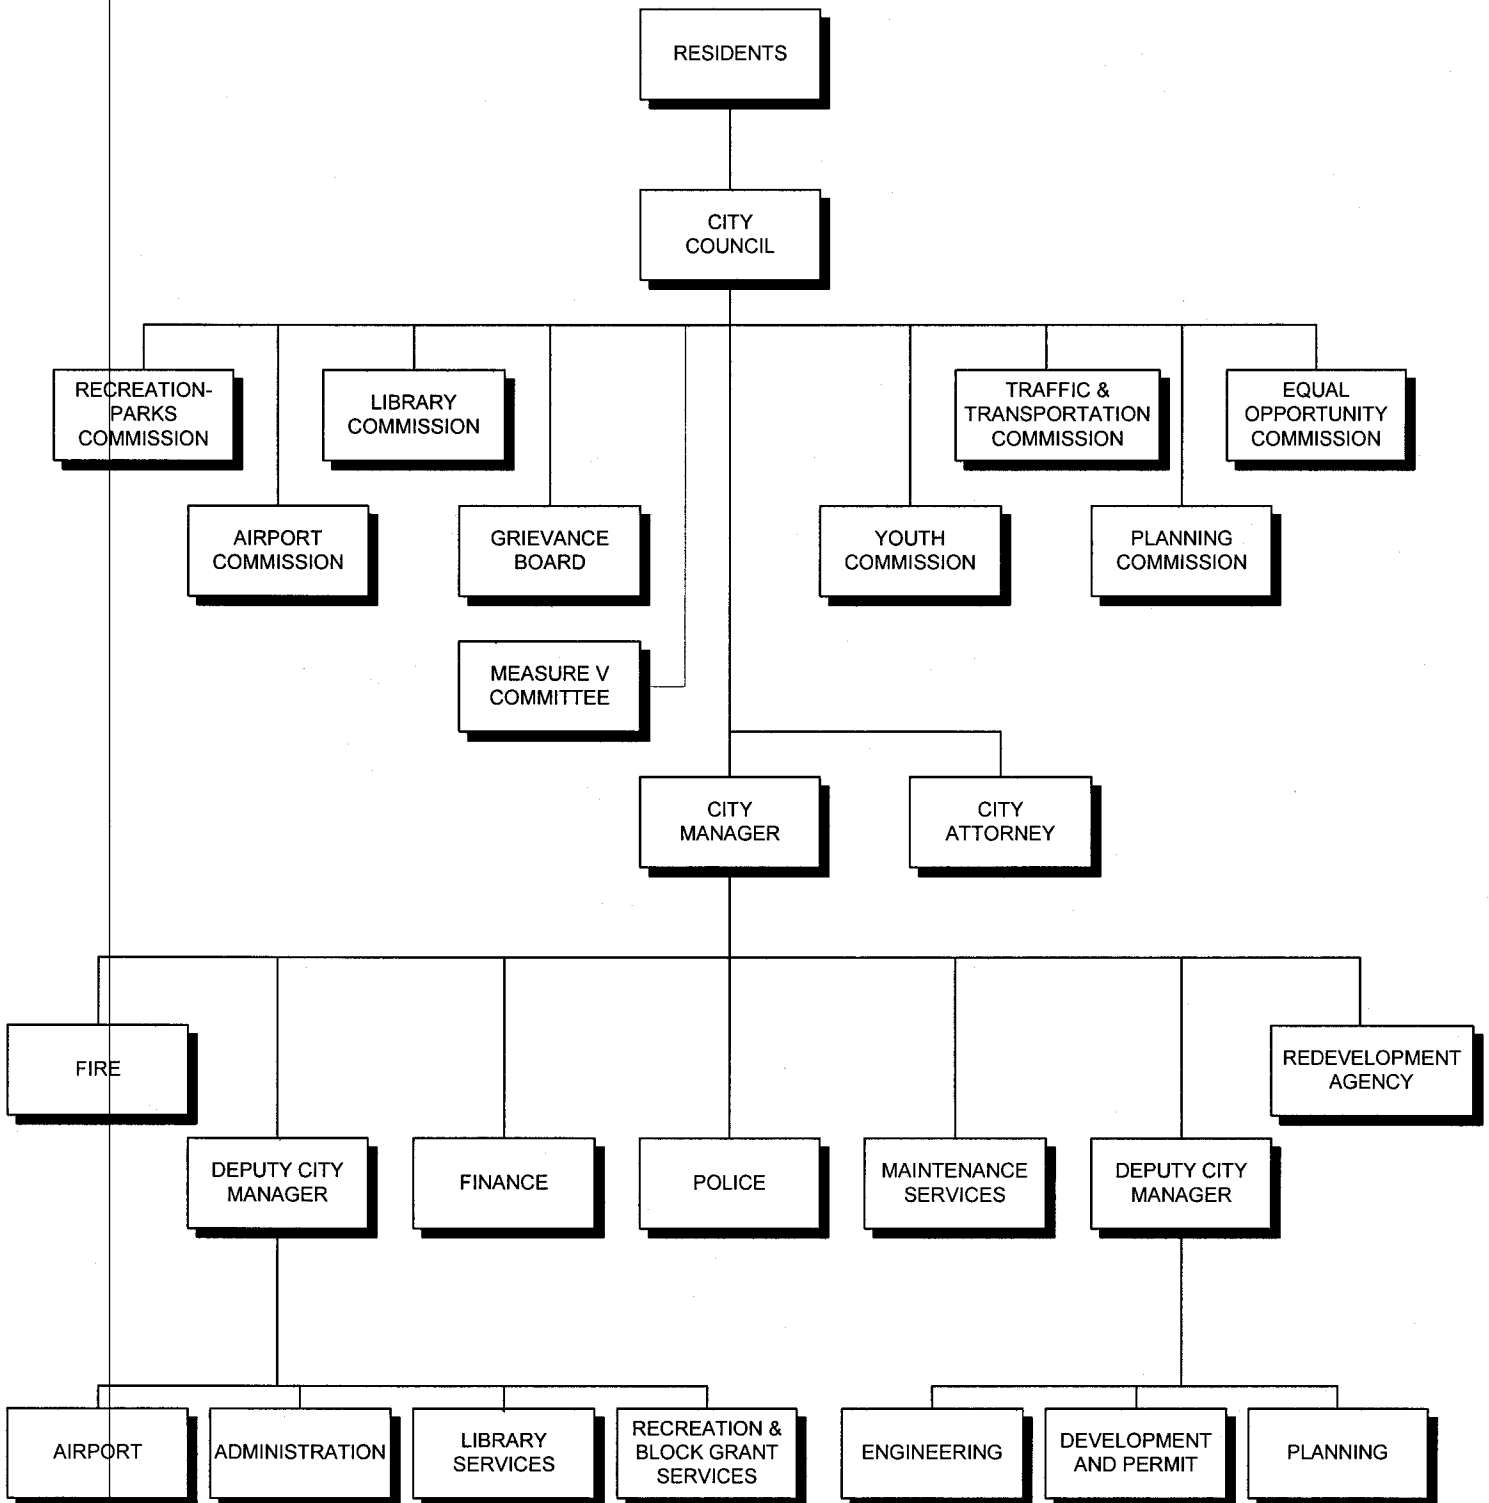 RESIDENTS
CITY
COUNCIL
RECREATION-
PARKS
COMMISSION
LIBRARY
COMMISSION
TRAFFIC &
TRANSPORTATION
COMMISSION
EQUAL
OPPORTUNITY
COMMISSION
AIRPORT
COMMISSION
GRIEVANCE
BOARD
YOUTH
COMMISSION
PLANNING
COMMISSION
MEASURE V
COMMITTEE
CITY
MANAGER
CITY
ATTORNEY
FIRE
REDEVELOPMENT
AGENCY
DEPUTY CITY
MANAGER
FINANCE
POLICE
MAINTENANCE
SERVICES
DEPUTY CITY
MANAGER
AIRPORT
ADMINISTRATION
LIBRARY
SERVICES
RECREATION &
BLOCK GRANT
SERVICES
ENGINEERING
DEVELOPMENT
AND PERMIT
PLANNING